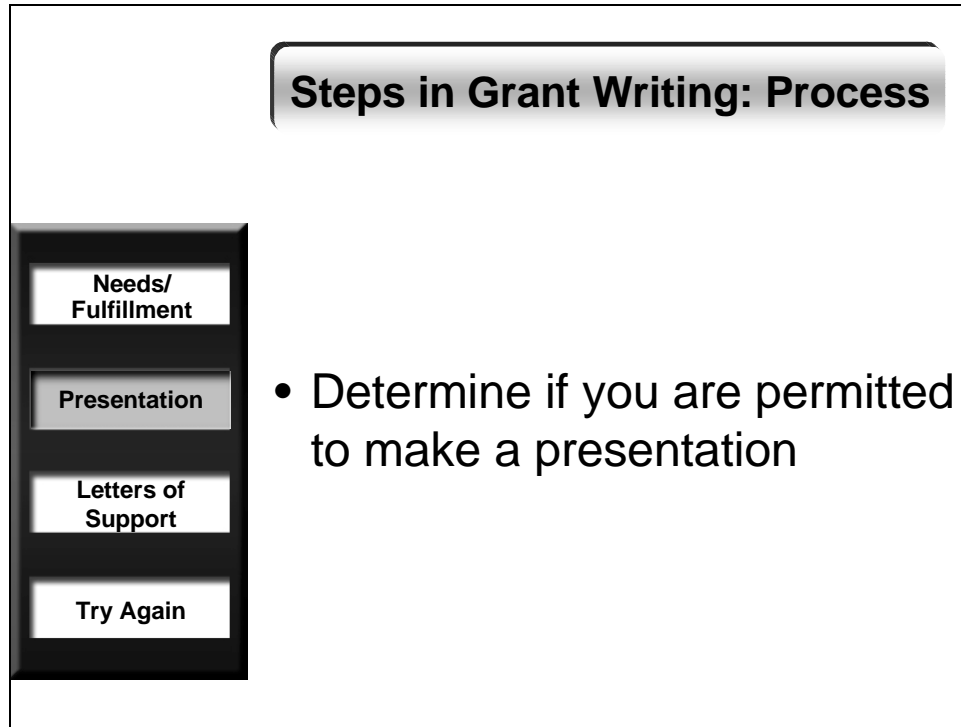 Steps in Grant Writing: Process
Needs/
Fulfillment
Presentation
Letters of
Support
Try Again
• Determine if you are permitted
to make a presentation